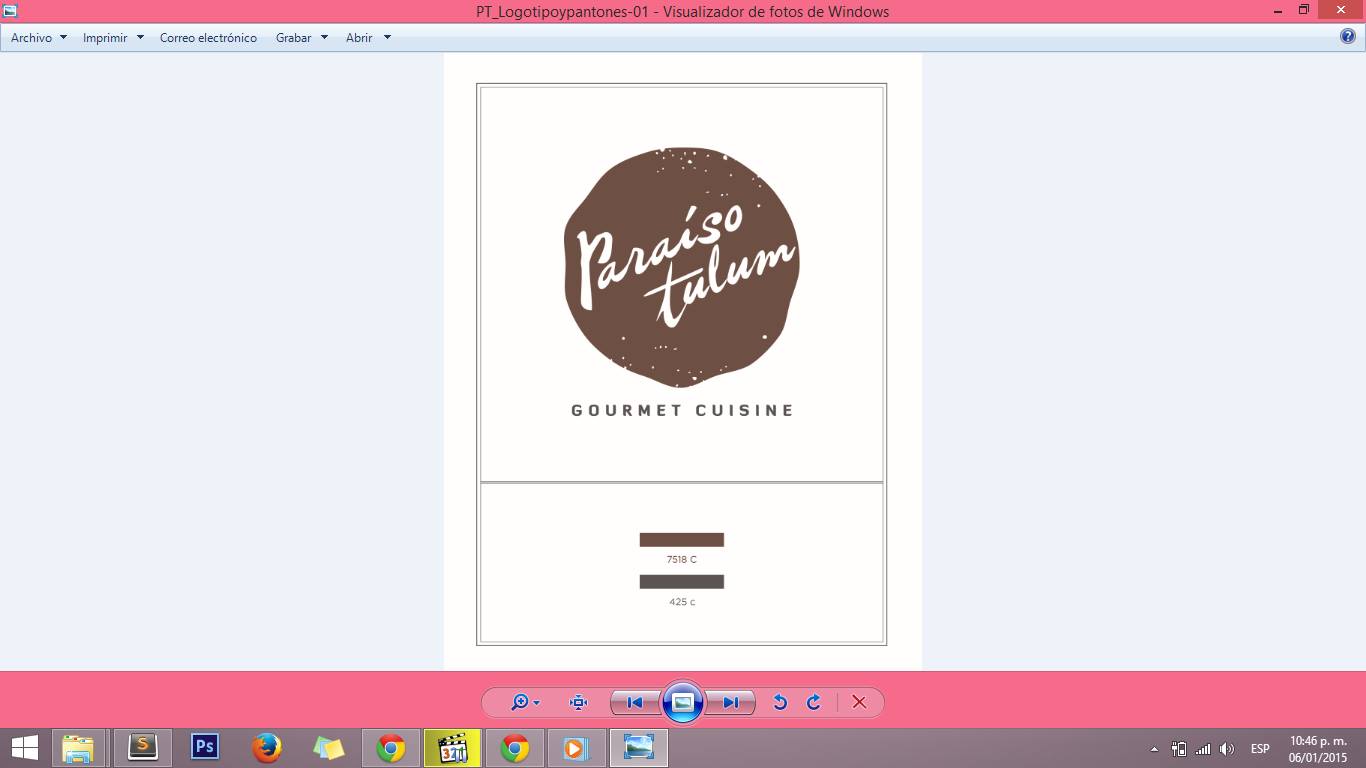 PT_Logotipoypantones-01 - Visualizador de fotos de Windows
Archivo Imprimir Correo electrónico Grabar Abrir
Paraíso
tulum
GOURMET CUISINE
7518 C
425 c
S Ps 321 ESP 10:46 p. m.
06/01/2015